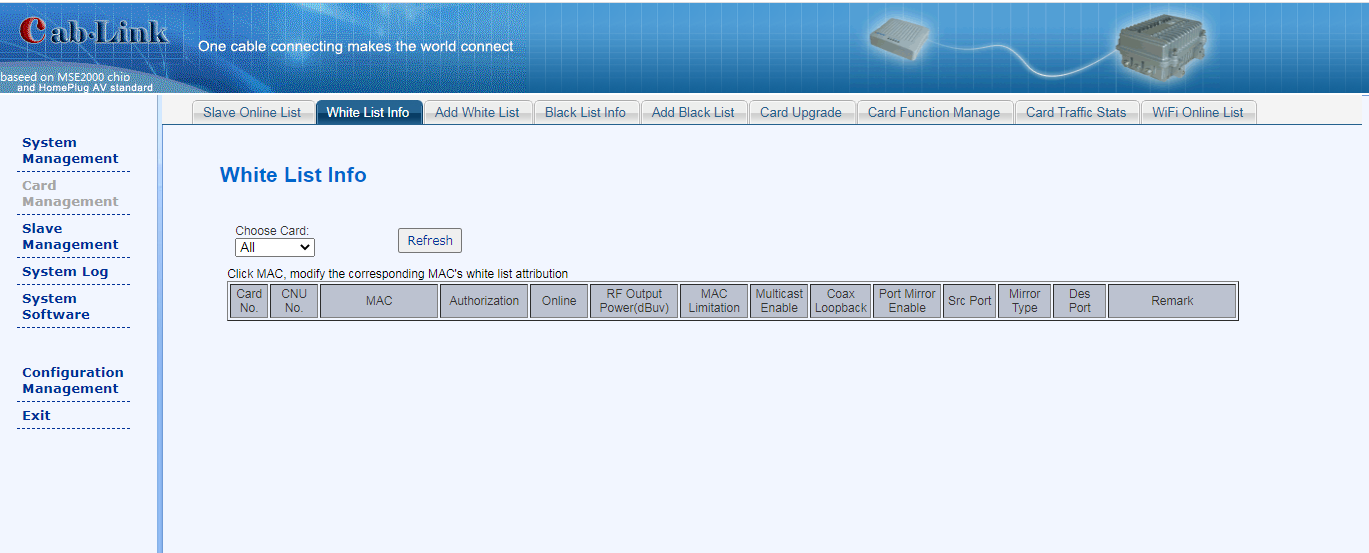 Cab-Link
One cable connecting makes the world connect
baseed on MSE2000 chip
and HomePlug AV standard
Slave Online List White List Info Add White List Black List Info Add Black List Card Upgrade Card Function Manage Card Traffic Stats WiFi Online List
System
Management
Card
Management
Slave
Management
System Log
System
Software
Configuration
Management
Exit
White List Info
Choose Card:
All
Refresh
Click MAC, modify the corresponding MAC's white list attribution
Card No. CNU No. MAC Authorization Online RF Output Power(dBuv) MAC Limitation Multicast Enable Coax Loopback Port Mirror Enable Src Port Mirror Type Des Port Remark